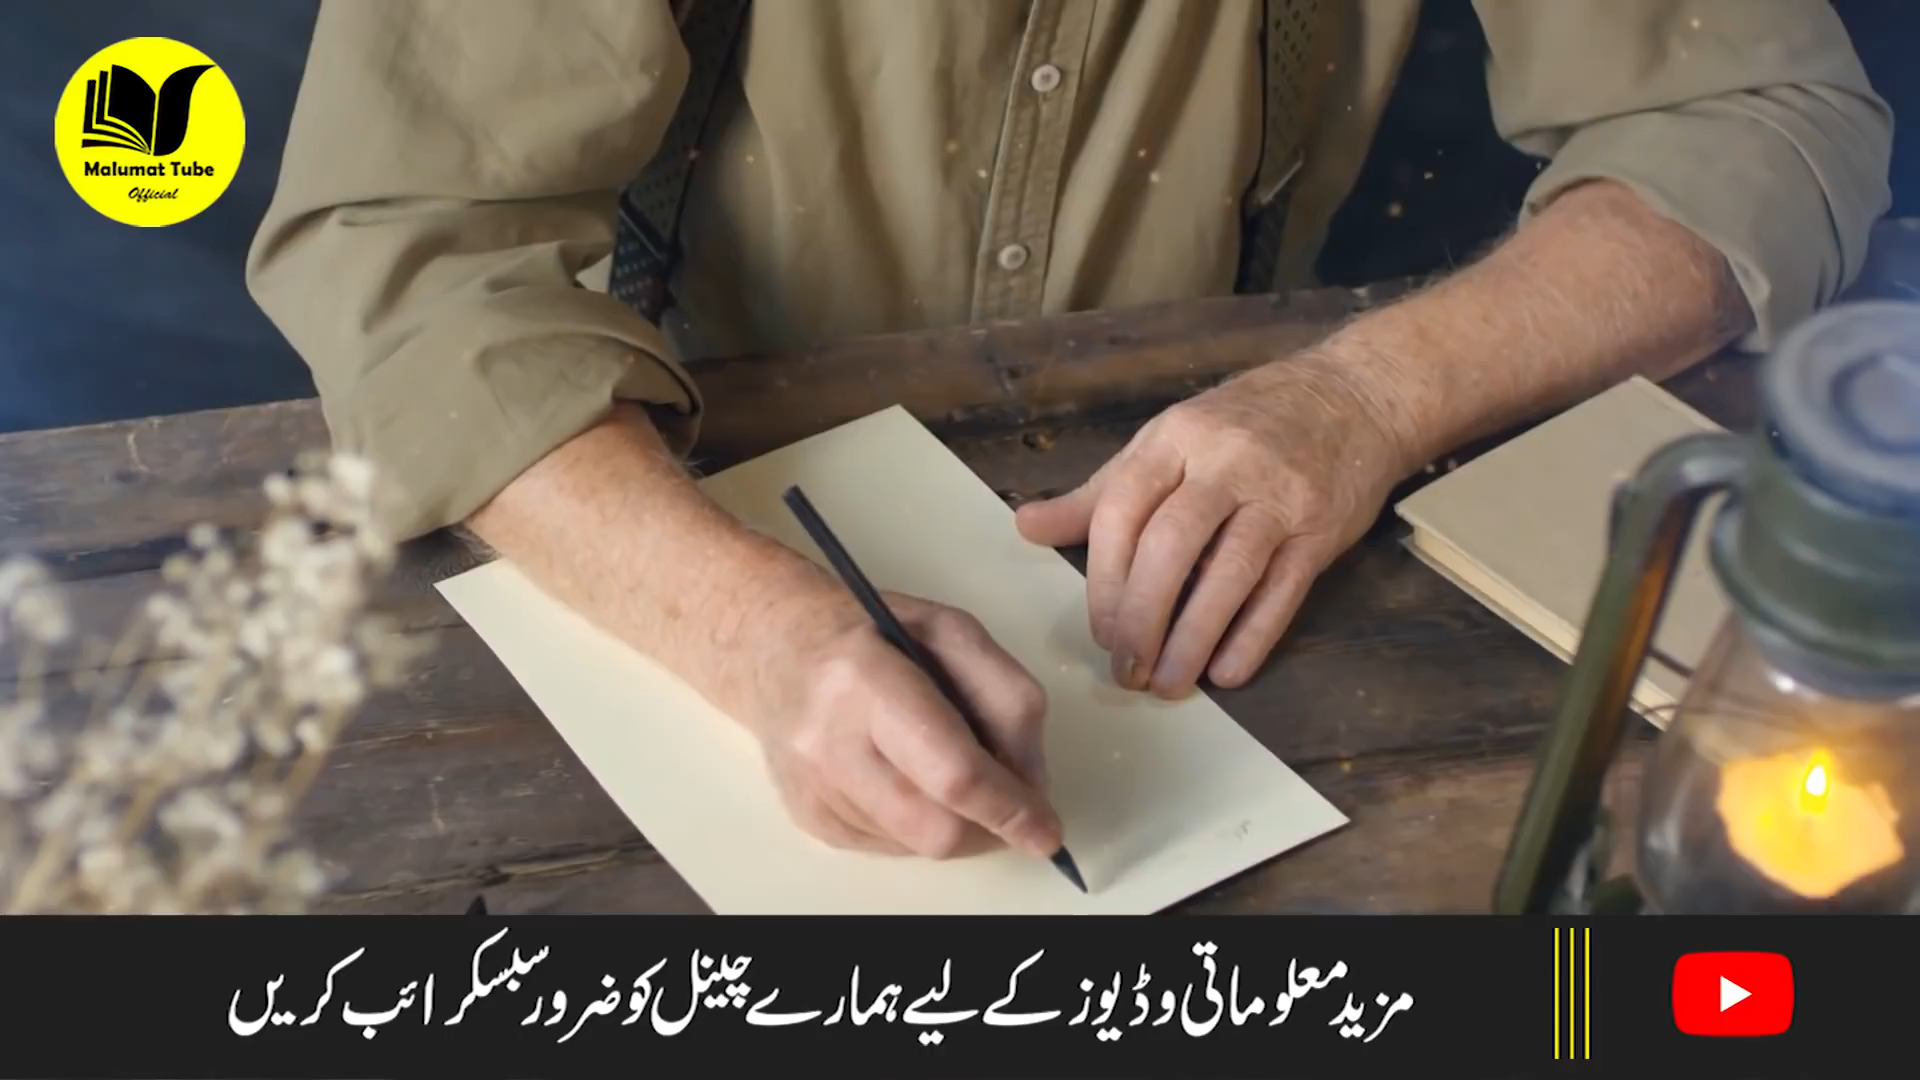 Malumat Tube
Official
مزید معلوماتی وڈیوز کے لیے ہمارے چینل کو ضرور سبسکرائب کریں